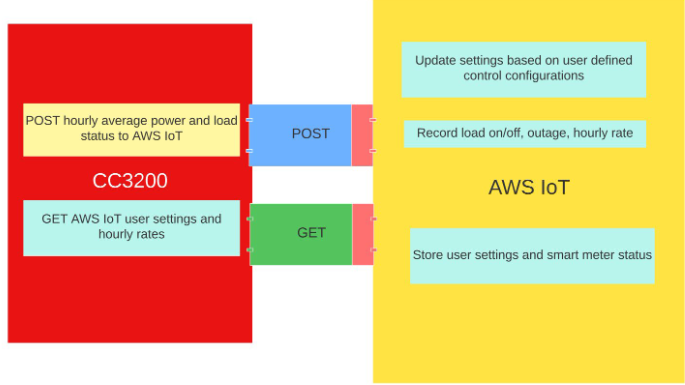 POST hourly average power and load
status to AWS IoT
CC3200
GET AWS IoT user settings and
hourly rates
POST
GET
Update settings based on user defined
control configurations
Record load on/off, outage, hourly rate
AWS IoT
Store user settings and smart meter status